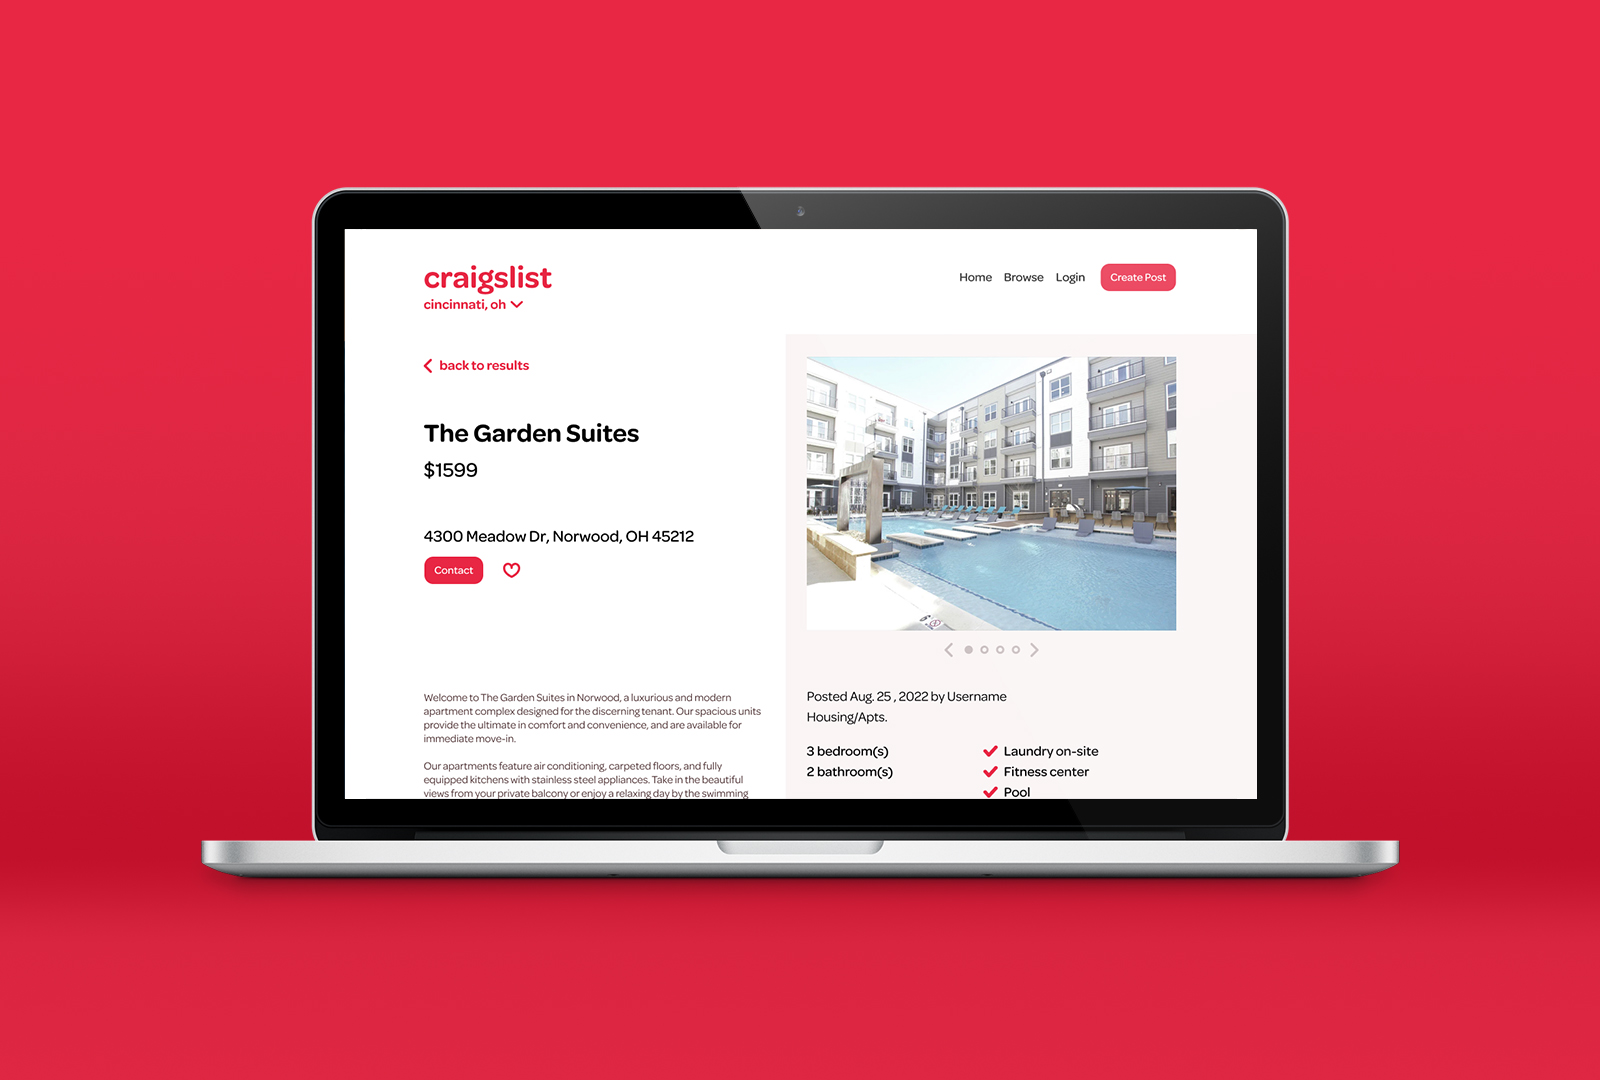 craigslist
cincinnati, oh
Home Browse Login Create Post
back to results
The Garden Suites
$1599
4300 Meadow Dr, Norwood, OH 45212
Contact
Welcome to The Garden Suites in Norwood, a luxurious and modern
apartment complex designed for the discerning tenant. Our spacious units
provide the ultimate in comfort and convenience, and are available for
immediate move-in.
Our apartments feature air conditioning, carpeted floors, and fully
equipped kitchens with stainless steel appliances. Take in the beautiful
views from your private balcony or enjoy a relaxing day by the swimming
Posted Aug. 25 , 2022 by Username
Housing/Apts.
3 bedroom(s)
2 bathroom(s)
Laundry on-site
Fitness center
Pool